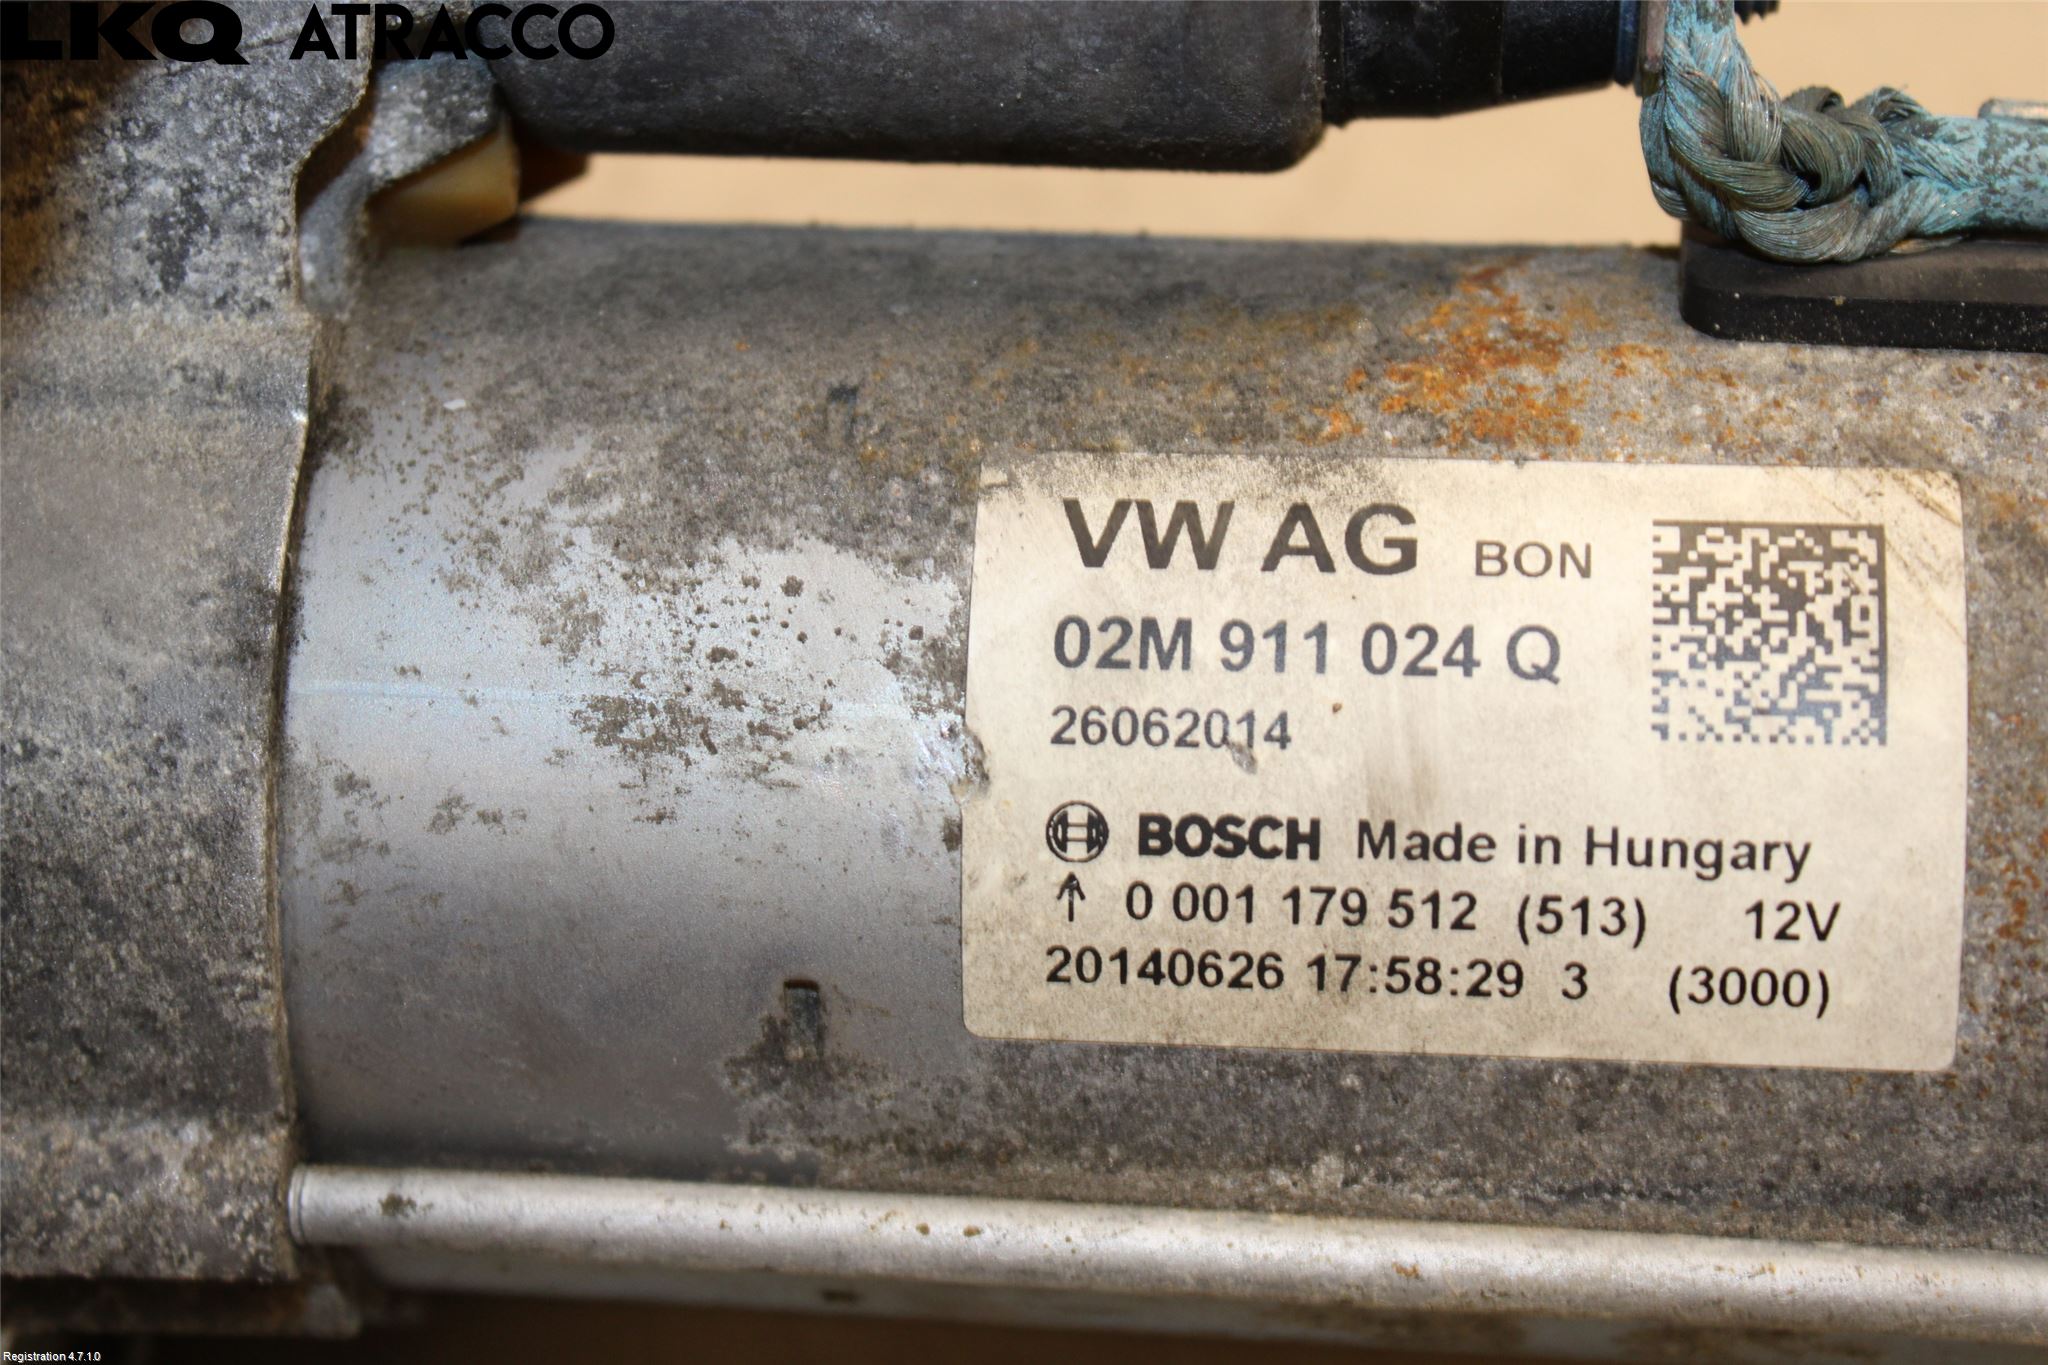 LKQ ATRACCO
VW AG BON
02M 911 024 Q
26062014
BOSCH Made in Hungary
↑ 0 001 179 512 (513) 12V
20140626 17:58:29 3 (3000)
Registration 4.7.1.0